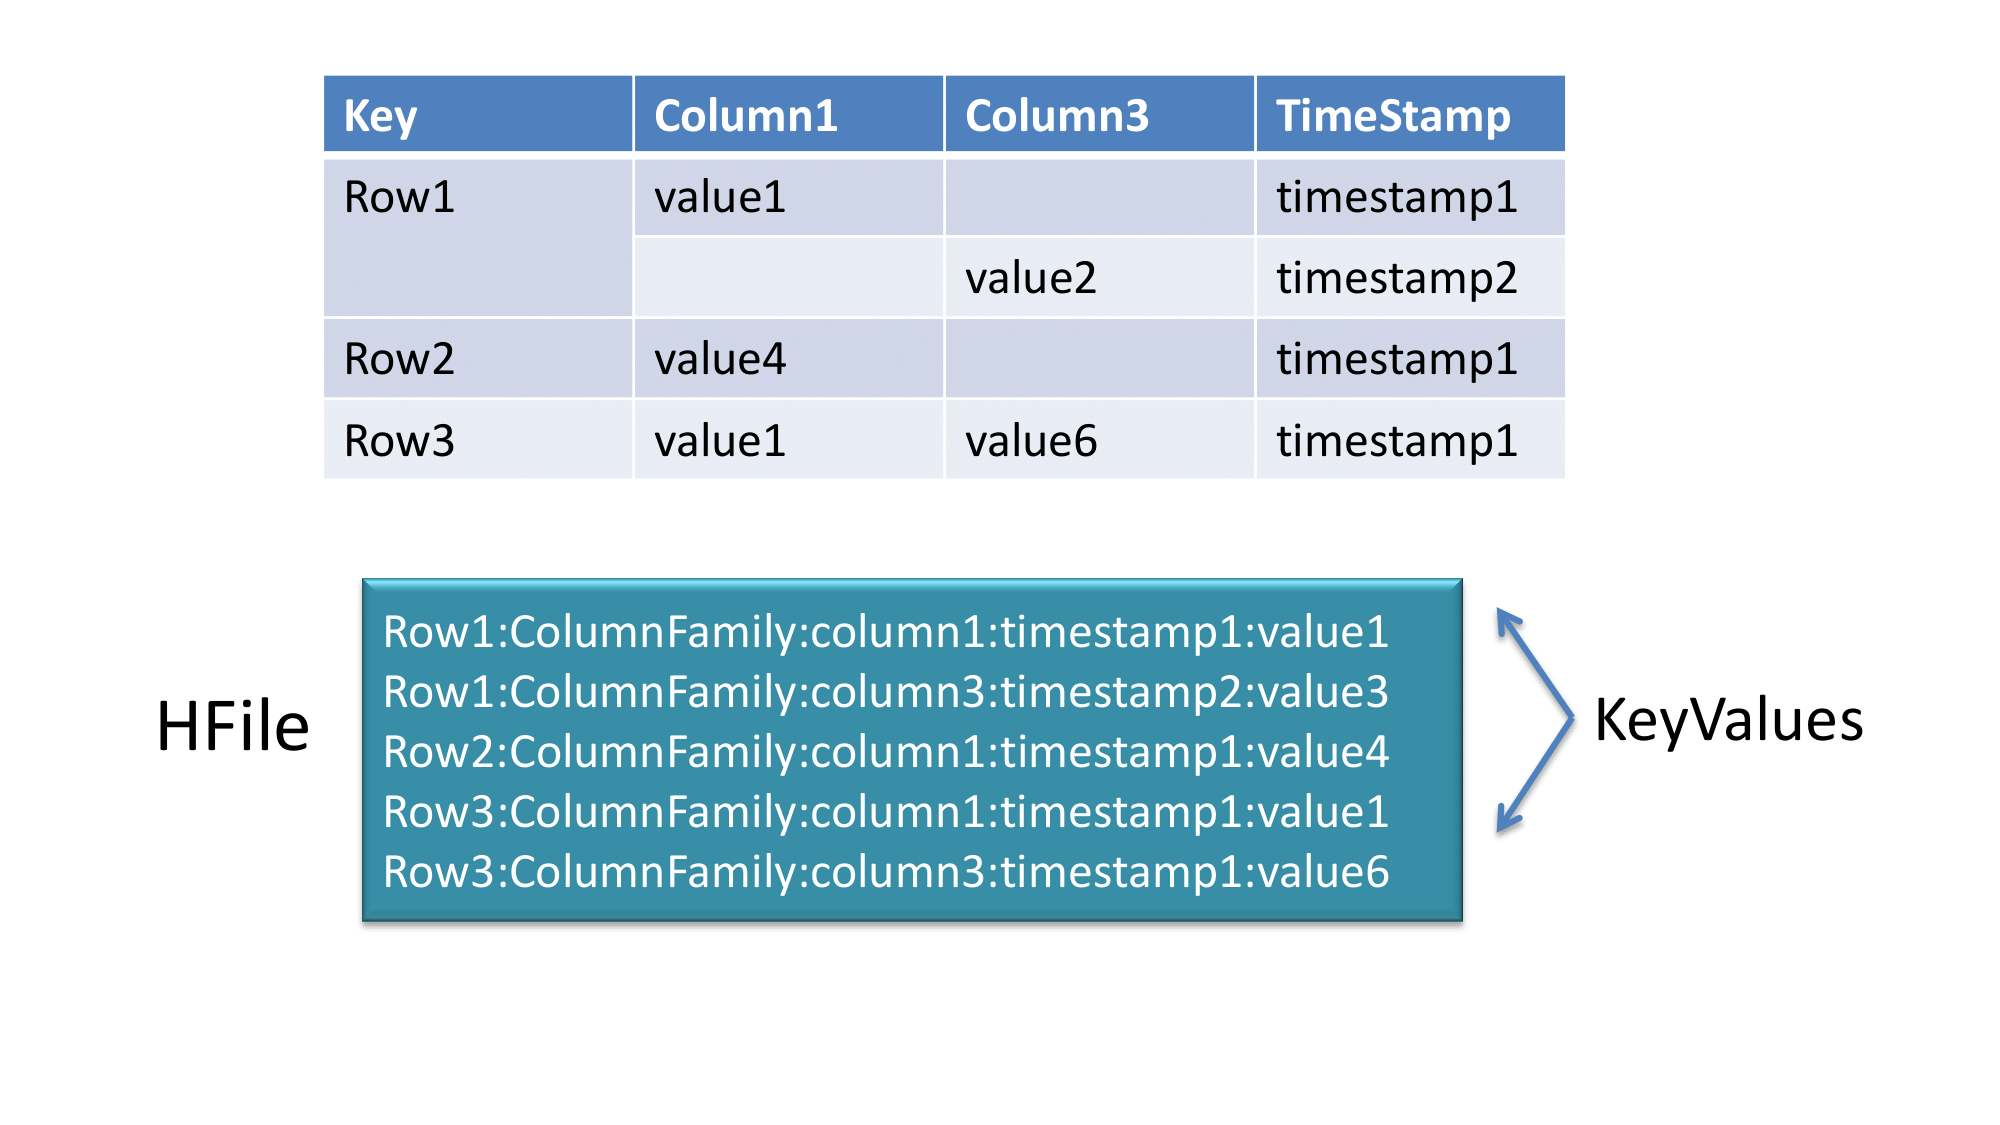 Key Column1 Column3 TimeStamp
Row1 value1 timestamp1
value2 timestamp2
Row2 value4 timestamp1
Row3 value1 value6 timestamp1
HFile
Row1:ColumnFamily:column1:timestamp1:value1
Row1:ColumnFamily:column3:timestamp2:value3
Row2:ColumnFamily:column1:timestamp1:value4
Row3:ColumnFamily:column1:timestamp1:value1
Row3:ColumnFamily:column3:timestamp1:value6
KeyValues